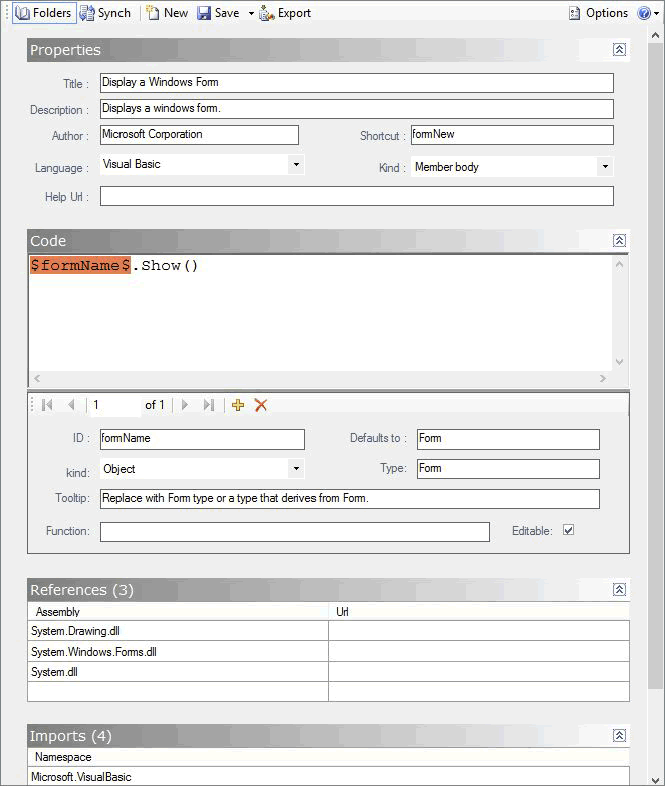 Folders Synch New Save Export Options
Properties
Title : Display a Windows Form
Description : Displays a windows form.
Author : Microsoft Corporation Shortcut : formNew
Language : Visual Basic Kind : Member body
Help Url :
Code
$formName$.Show()
1 of 1
ID : formName Defaults to : Form
kind: Object Type: Form
Tooltip: Replace with Form type or a type that derives from Form.
Function: Editable:
References (3)
Assembly Url
System.Drawing.dll
System.Windows.Forms.dll
System.dll
Imports (4)
Namespace
Microsoft.VisualBasic